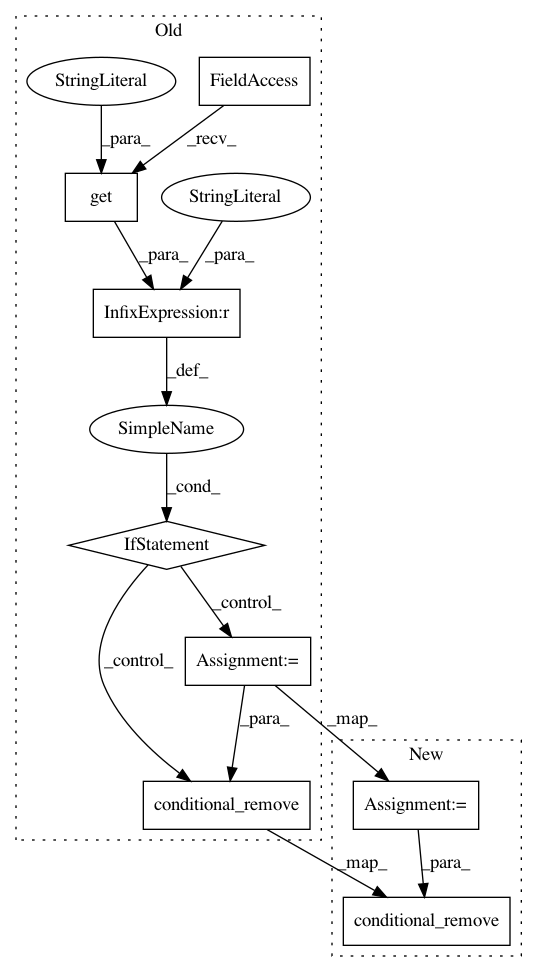 Old
StringLiteral
FieldAccess
_para_
_recv_
get
StringLiteral
_para_
_para_
InfixExpression:r
_def_
SimpleName
_cond_
IfStatement
_control_
_control_
Assignment:=
_para_
_map_
New
conditional_remove
Assignment:=
_map_
_para_
conditional_remove